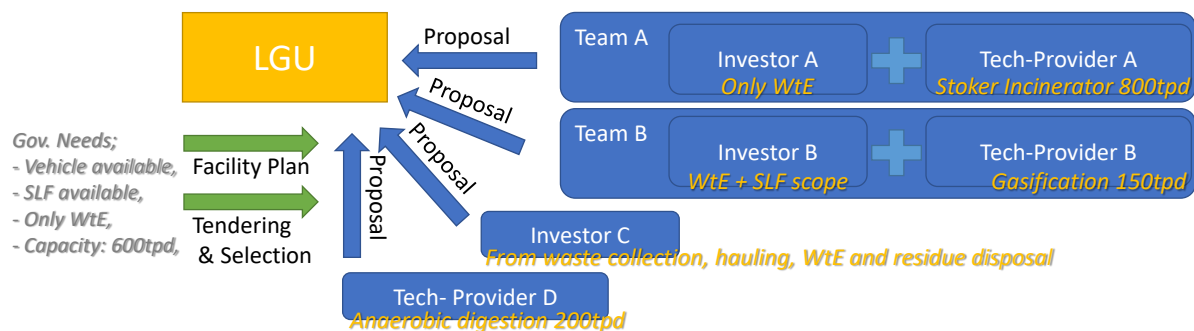 LGU
Proposal
Proposal
Proposal
Proposal
Team A
Investor A
Only WtE
Tech-Provider A
Stoker Incinerator 800tpd
Team B
Investor B
WtE + SLF scope
Tech-Provider B
Gasification 150tpd
Gov. Needs;
- Vehicle available,
- SLF available,
- Only WtE,
- Capacity: 600tpd,
Facility Plan
Tendering
& Selection
Investor C
From waste collection, hauling, WtE and residue disposal
Tech- Provider D
Anaerobic digestion 200tpd